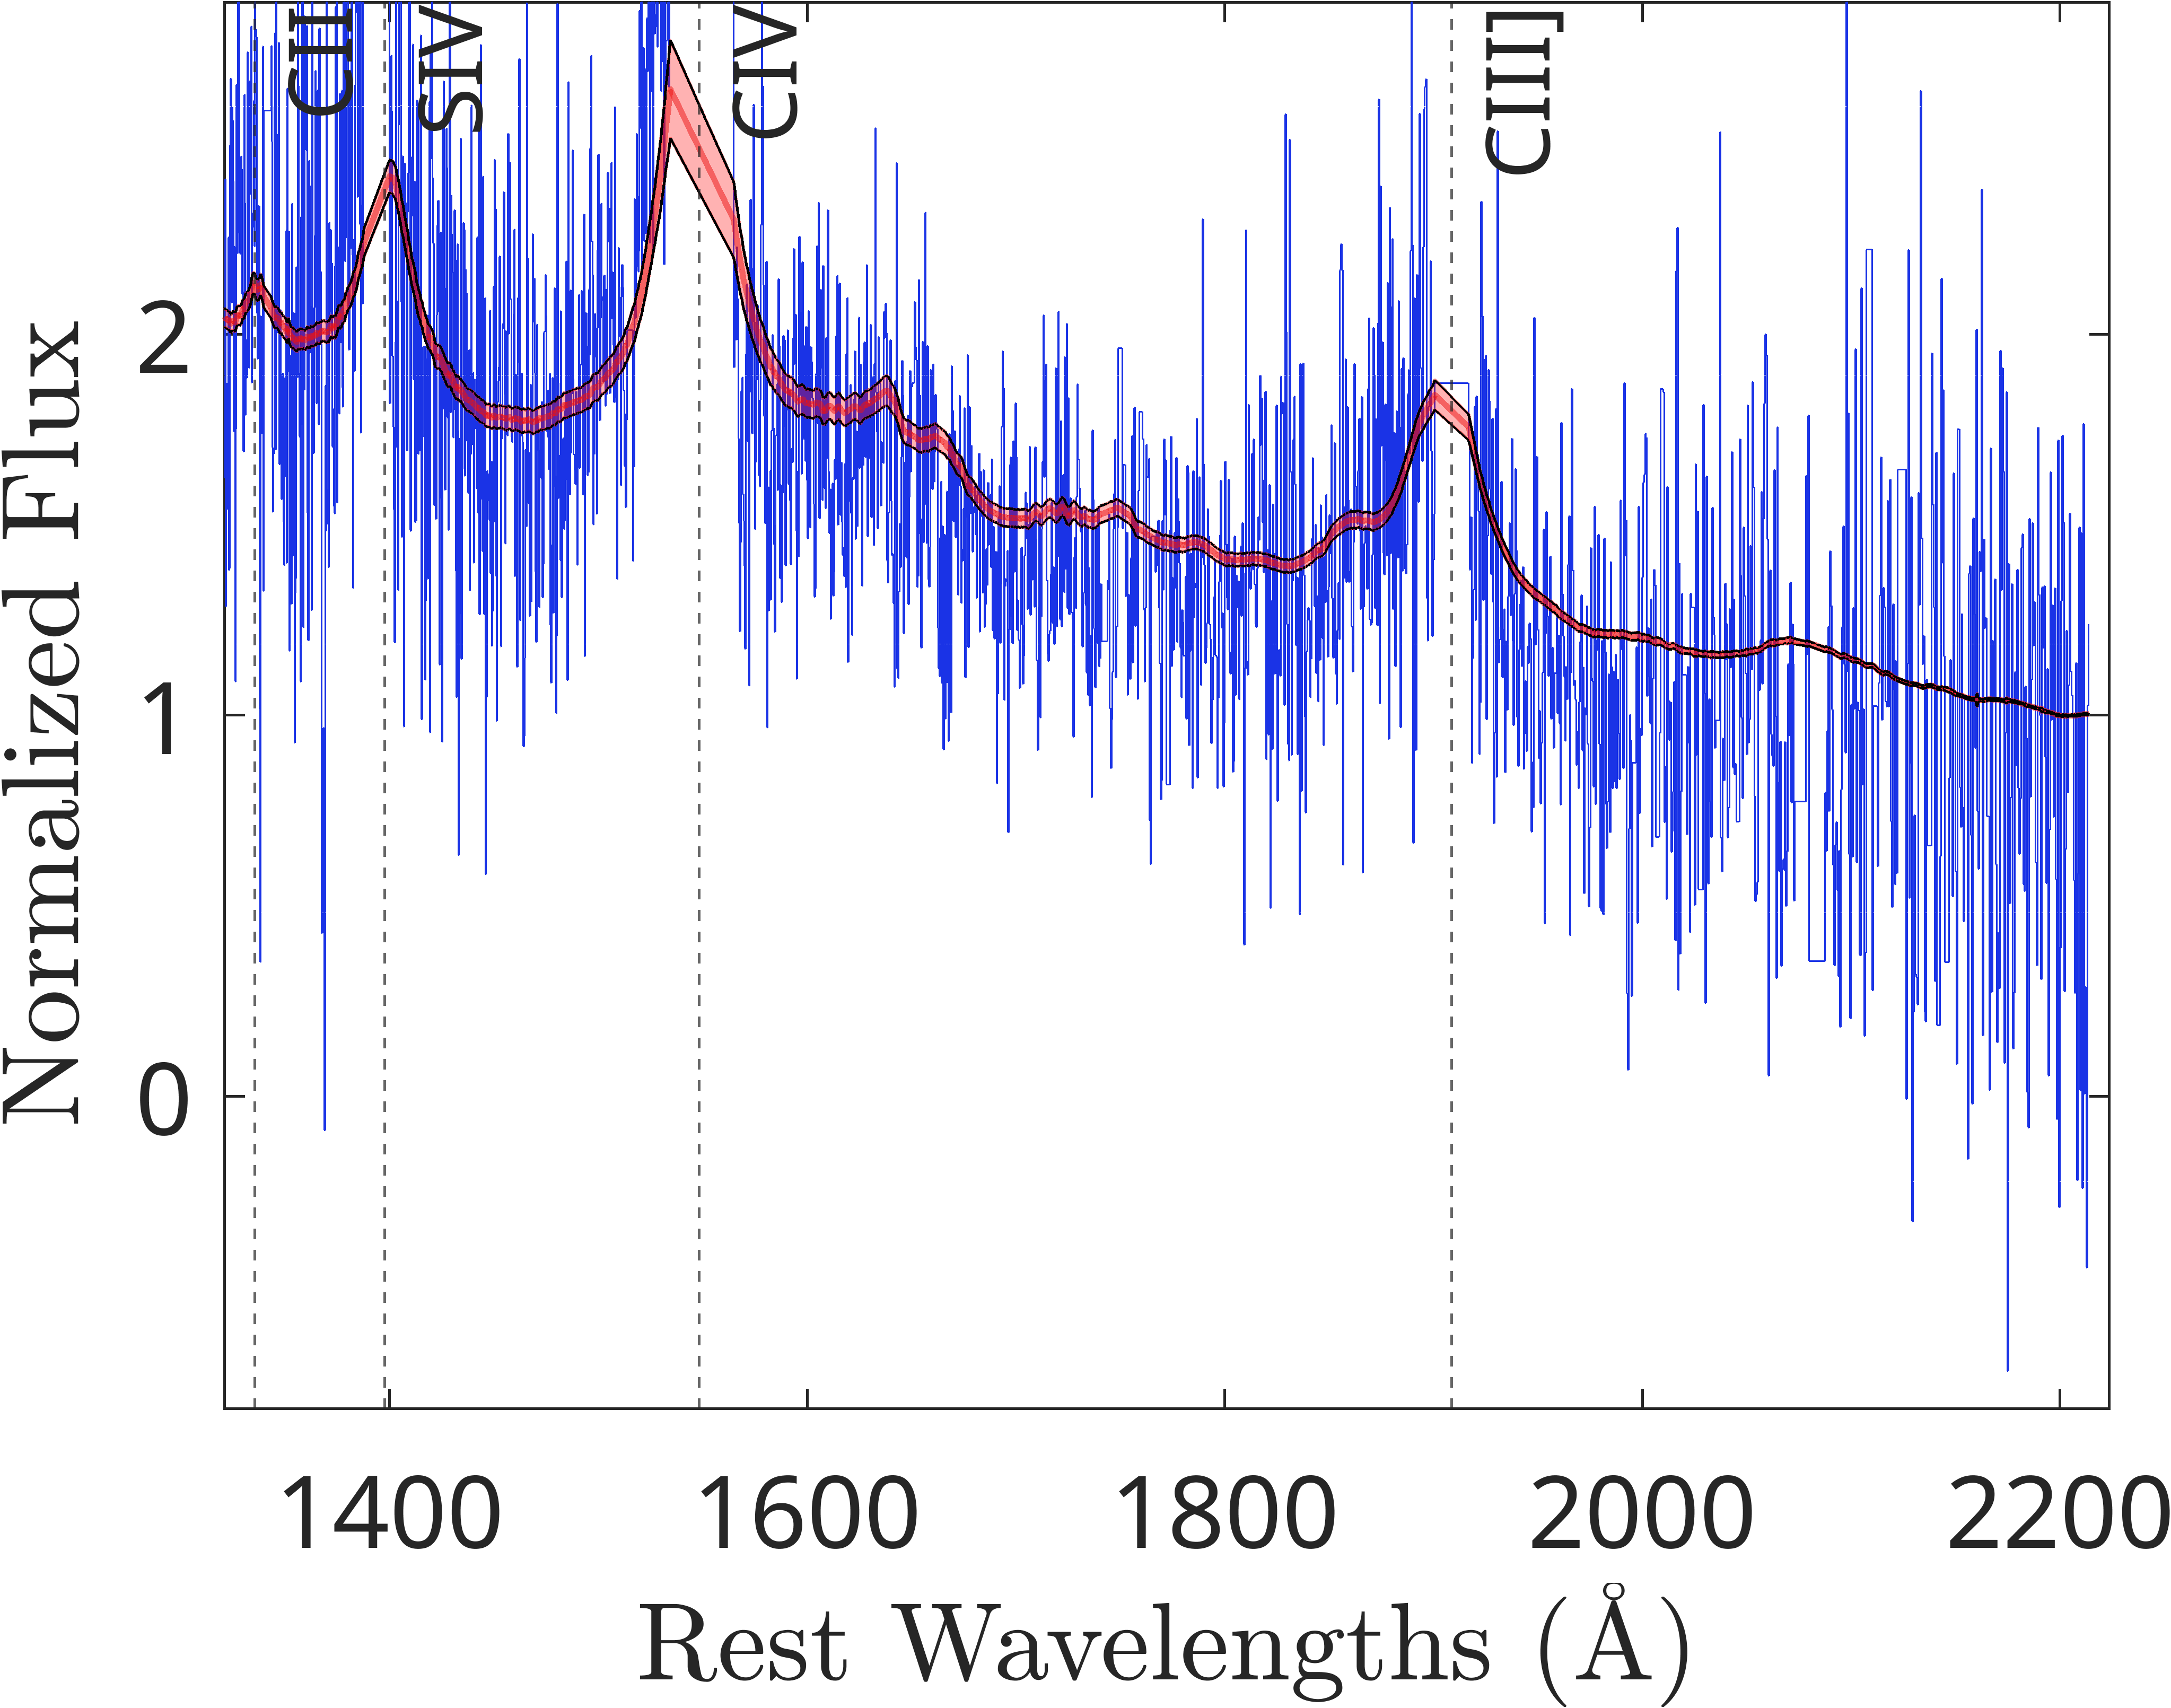 CII
SIV
CIV
CIII]
Normalized Flux
2
1
0
1400
1600
1800
2000
2200
Rest Wavelengths (Å)